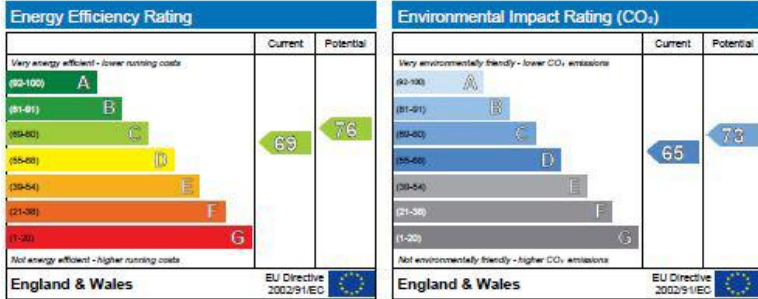 Energy Efficiency Rating
Current Potential
Very energy efficient - lower running costs
(92-100) A
(81-91) B
(69-80) C
(55-68) D
(39-54) E
(21-38) F
(1-20) G
69
76
Not energy efficient - higher running costs
England & Wales
EU Directive
2002/91/EC
Environmental Impact Rating (CO₂)
Current Potential
Very environmentally friendly - lower CO₂ emissions
(92-100) A
(81-91) B
(69-80) C
(55-68) D
(39-54) E
(21-38) F
(1-20) G
65
73
Not environmentally friendly - higher CO₂ emissions
England & Wales
EU Directive
2002/91/EC